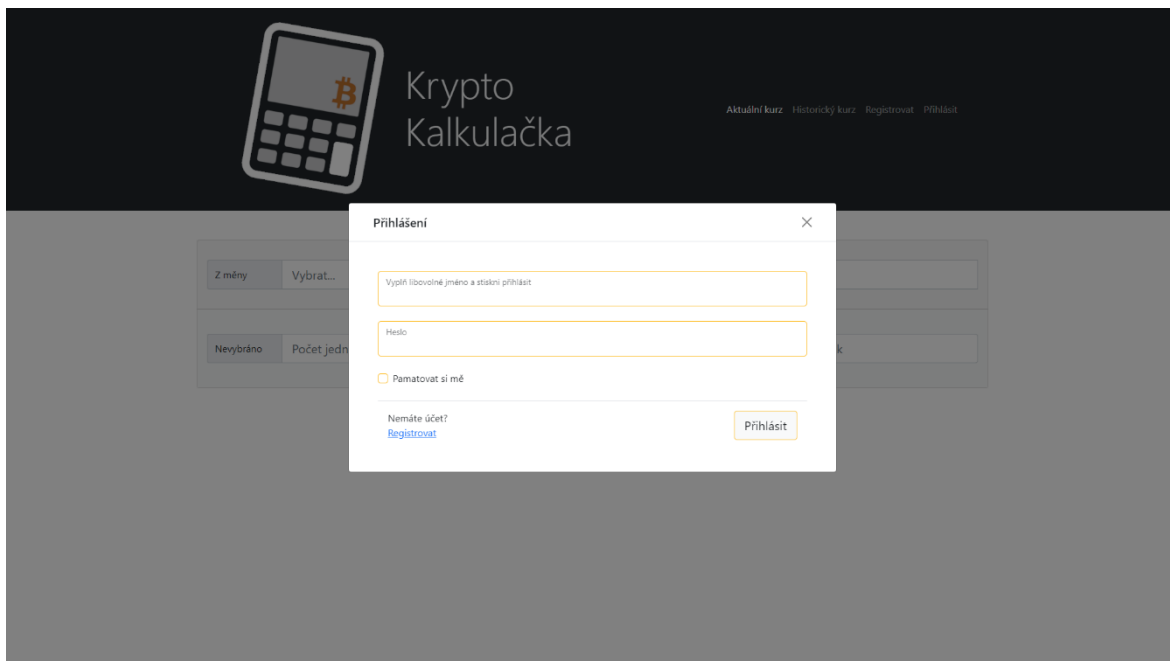 Krypto
Kalkulačka
Aktuální kurz Historický kurz Registrovat Přihlásit
Přihlášení
Z měny Vybrat...
Vyplň libovolné jméno a stiskni přihlásit
Heslo
Nevybráno Počet jedn k
Pamatovat si mě
Nemáte účet?
Registrovat
Přihlásit